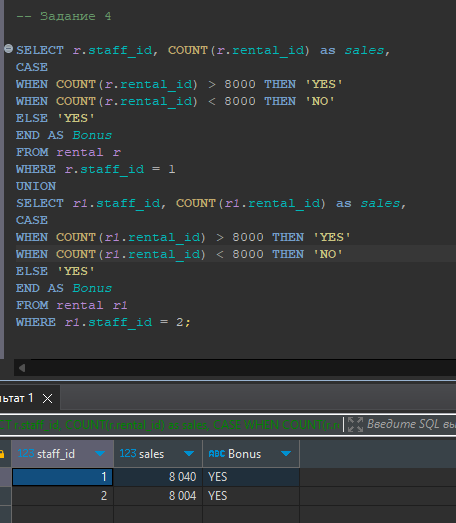 -- Задание 4
SELECT r.staff_id, COUNT(r.rental_id) as sales,
CASE
WHEN COUNT(r.rental_id) > 8000 THEN 'YES'
WHEN COUNT(r.rental_id) < 8000 THEN 'NO'
ELSE 'YES'
END AS Bonus
FROM rental r
WHERE r.staff_id = 1
UNION
SELECT r1.staff_id, COUNT(r1.rental_id) as sales,
CASE
WHEN COUNT(r1.rental_id) > 8000 THEN 'YES'
WHEN COUNT(r1.rental_id) < 8000 THEN 'NO'
ELSE 'YES'
END AS Bonus
FROM rental r1
WHERE r1.staff_id = 2;
льтат 1
CT r.staff_id, COUNT(r.rental_id) as sales, CASE WHEN COUNT(r.r Введите SQL вы
123 staff_id 123 sales ABC Bonus
1 8 040 YES
2 8 004 YES